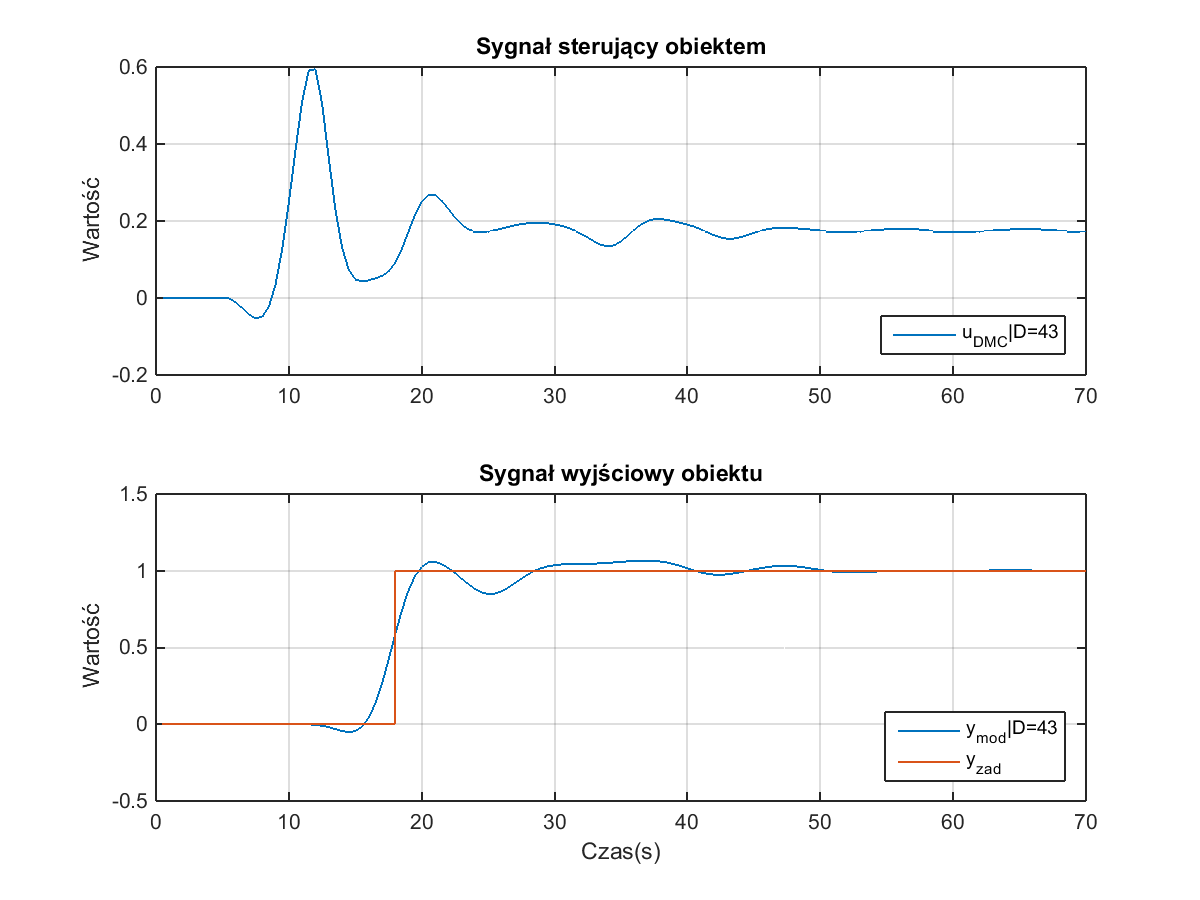 Sygnał sterujący obiektem
Wartość
0.6
0.4
0.2
0
-0.2
0 10 20 30 40 50 60 70
u_DMC|D=43
Sygnał wyjściowy obiektu
Wartość
1.5
1
0.5
0
-0.5
0 10 20 30 40 50 60 70
y_mod|D=43
y_zad
Czas(s)